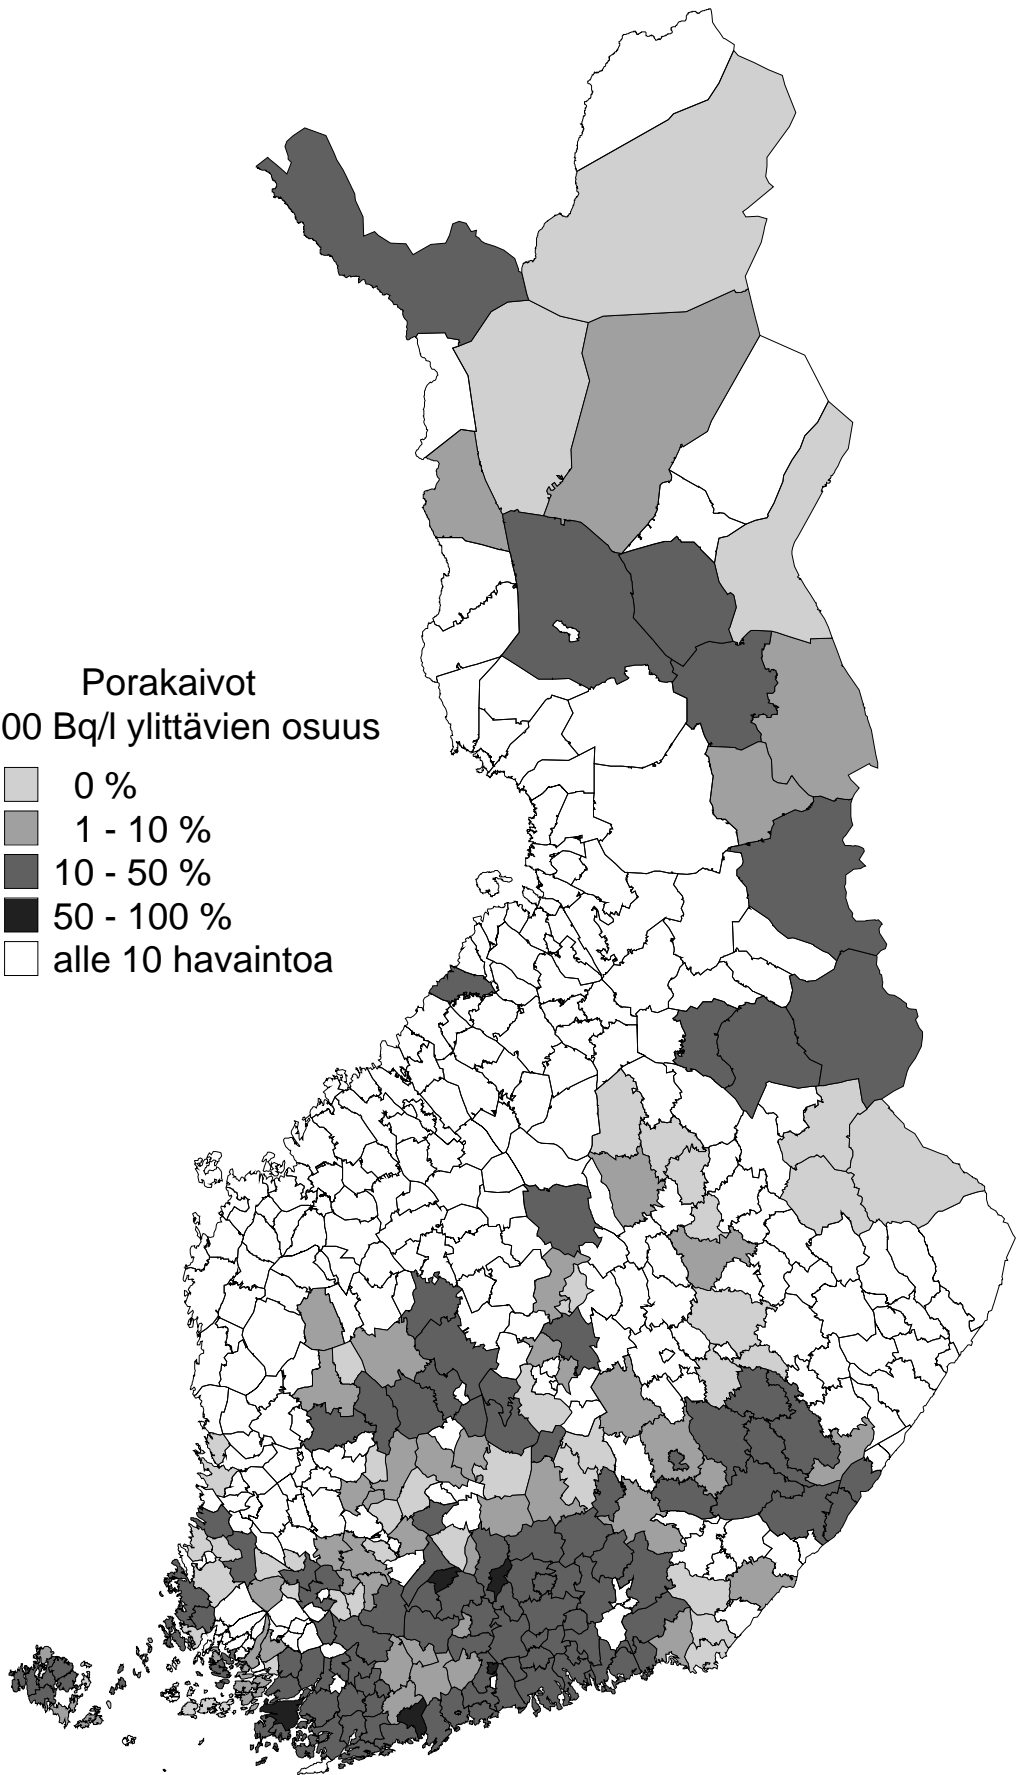 Porakaivot
00 Bq/l ylittävien osuus
0 %
1 - 10 %
10 - 50 %
50 - 100 %
alle 10 havaintoa